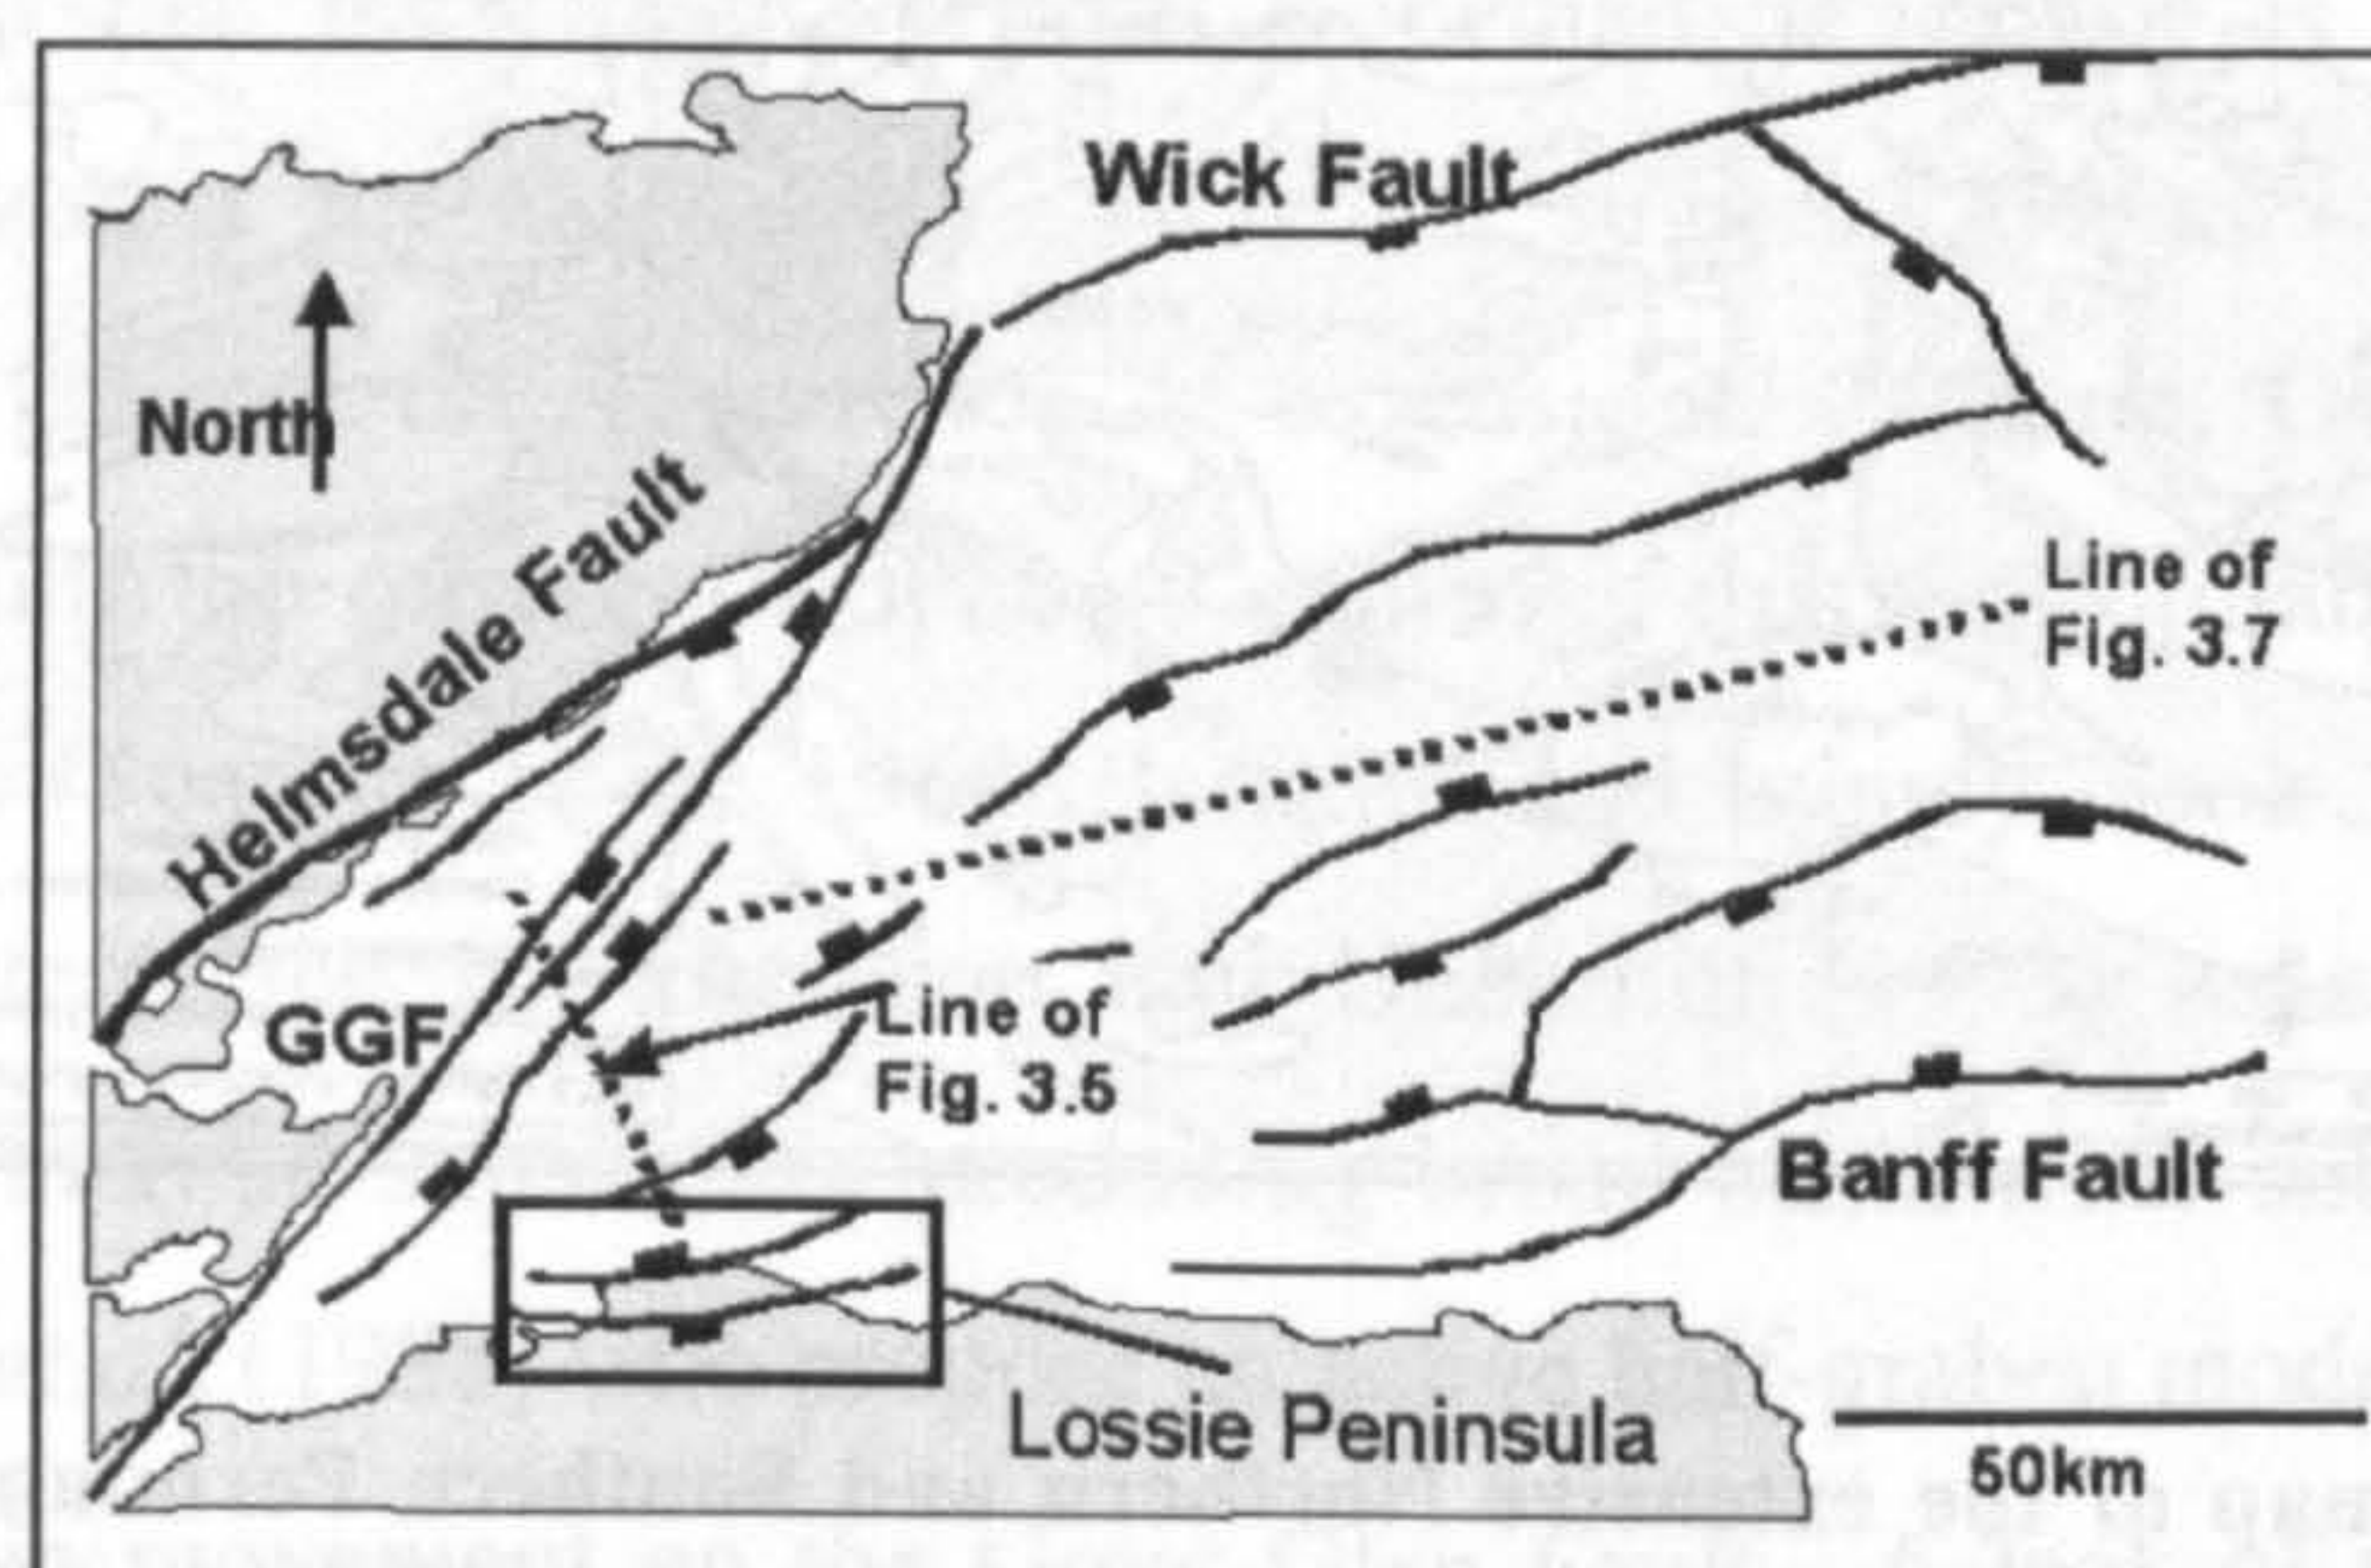 Wick Fault
North
Helmsdale Fault
Line of
Fig. 3.7
GGF
Line of
Fig. 3.5
Banff Fault
Lossie Peninsula
50km